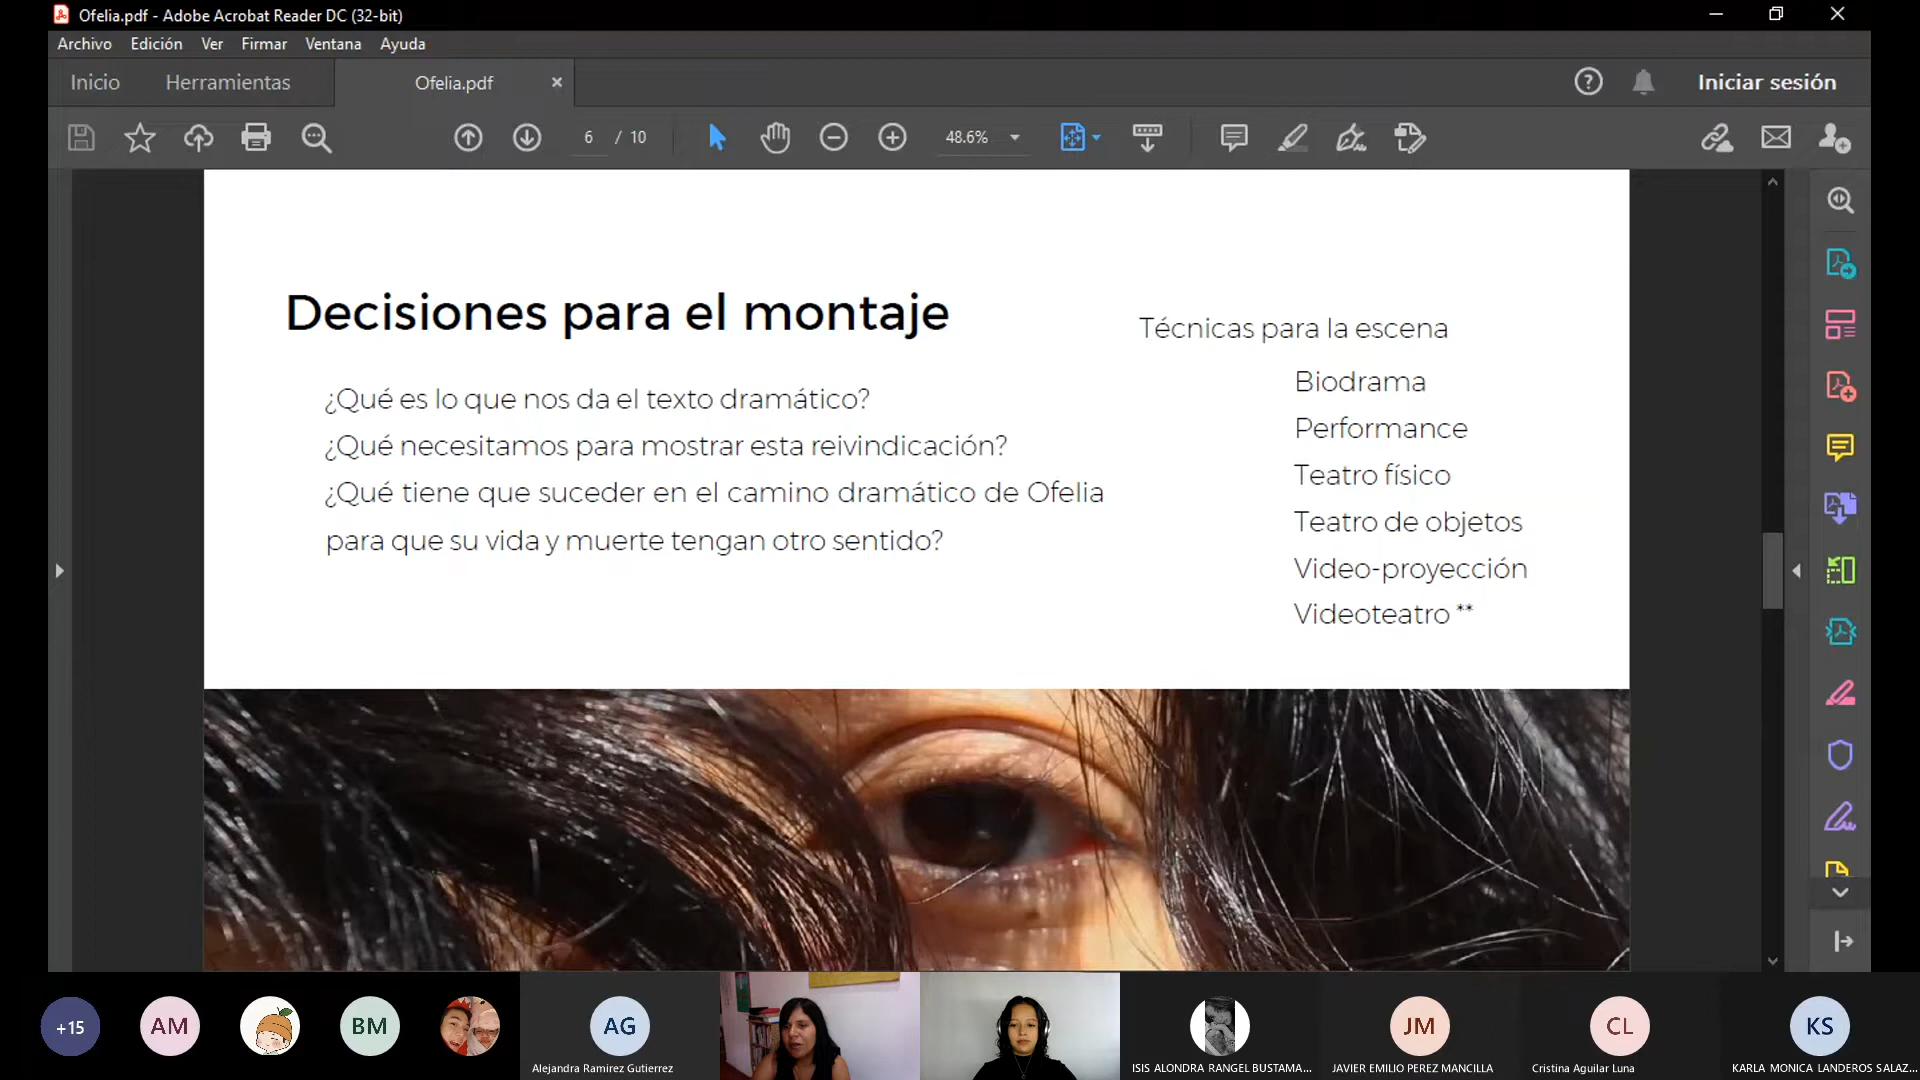 Ofelia.pdf - Adobe Acrobat Reader DC (32-bit)
Archivo Edición Ver Firmar Ventana Ayuda
Inicio Herramientas Ofelia.pdf Iniciar sesión
6 / 10 48.6%
Decisiones para el montaje
¿Qué es lo que nos da el texto dramático?
¿Qué necesitamos para mostrar esta reivindicación?
¿Qué tiene que suceder en el camino dramático de Ofelia
para que su vida y muerte tengan otro sentido?
Técnicas para la escena
Biodrama
Performance
Teatro físico
Teatro de objetos
Video-proyección
Videoteatro **
+15 AM BM AG JM CL KS
Alejandra Ramirez Gutierrez ISIS ALONDRA RANGEL BUSTAMA... JAVIER EMILIO PEREZ MANCILLA Cristina Aguilar Luna KARLA MONICA LANDEROS SALAZ...